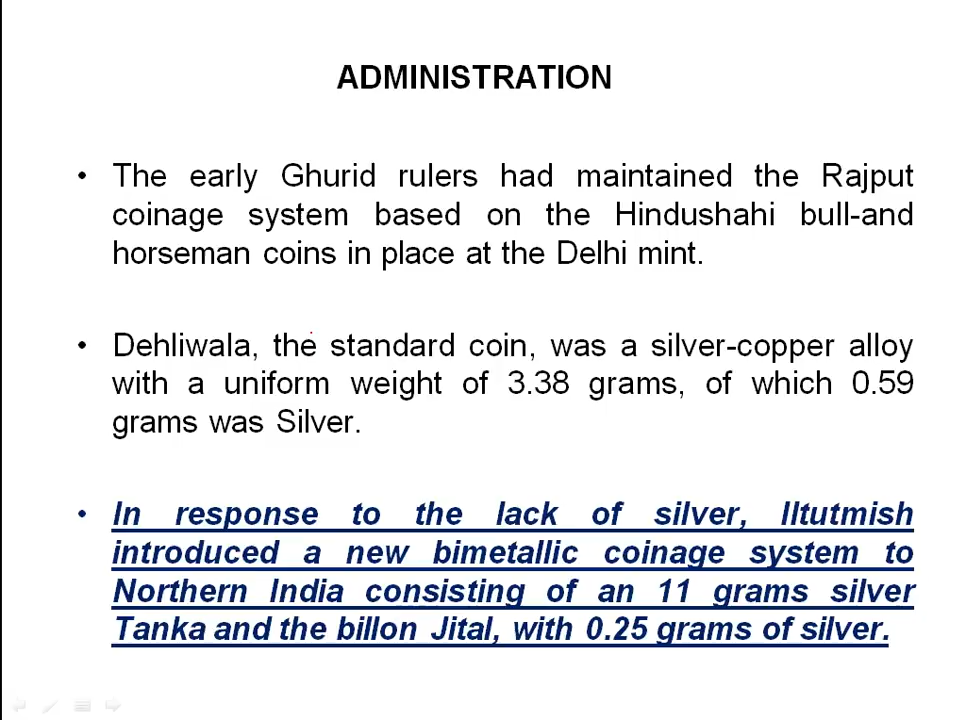 ADMINISTRATION
• The early Ghurid rulers had maintained the Rajput
coinage system based on the Hindushahi bull-and
horseman coins in place at the Delhi mint.
• Dehliwala, the standard coin, was a silver-copper alloy
with a uniform weight of 3.38 grams, of which 0.59
grams was Silver.
• In response to the lack of silver, Iltutmish
introduced a new bimetallic coinage system to
Northern India consisting of an 11 grams silver
Tanka and the billon Jital, with 0.25 grams of silver.